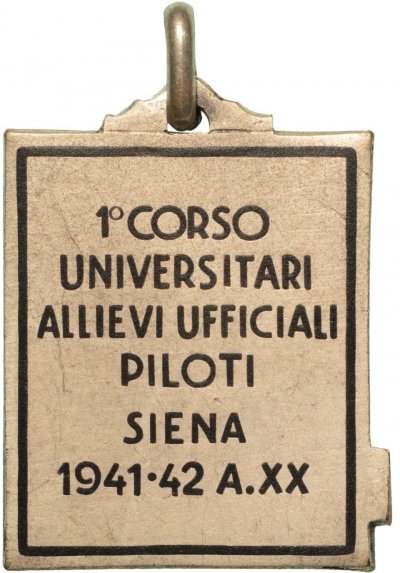 1° CORSO
UNIVERSITARI
ALLIEVI UFFICIALI
PILOTI
SIENA
1941·42 A.XX